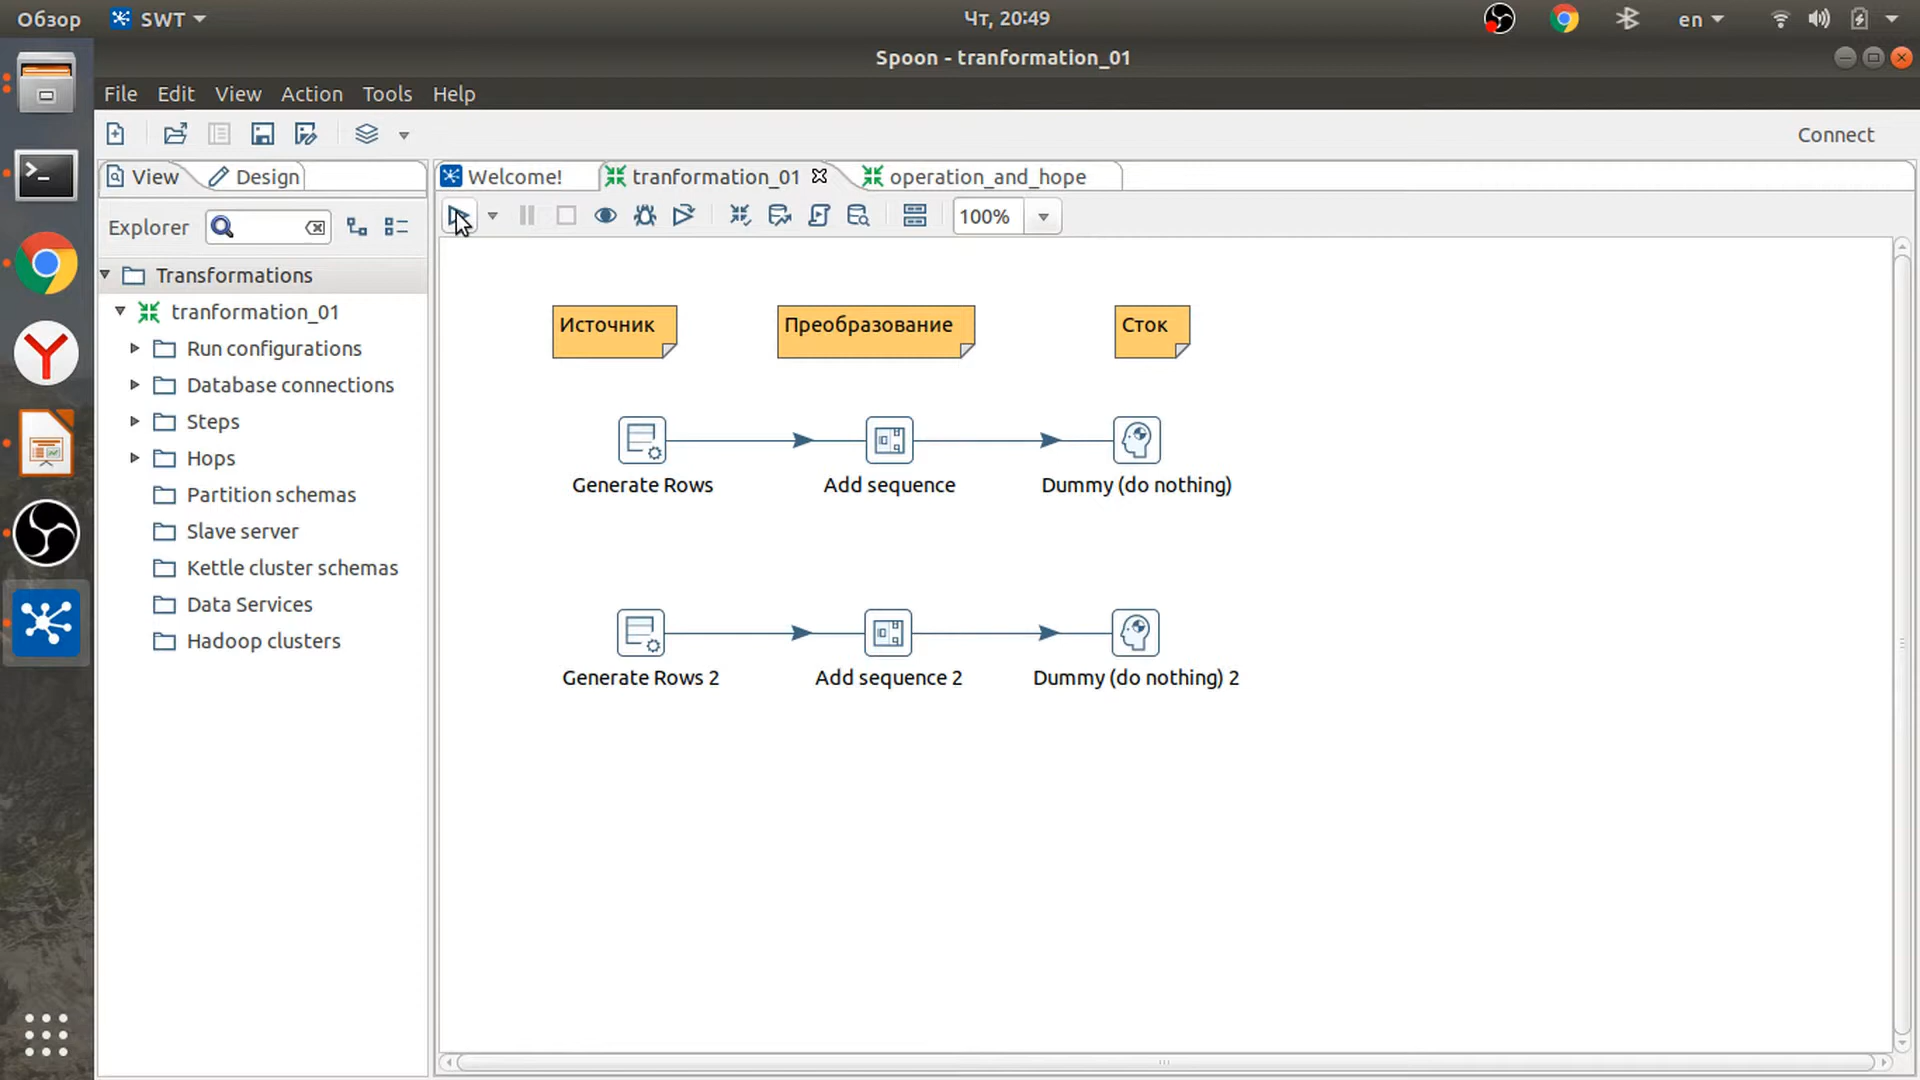 Обзор SWT Чт, 20:49 en
Spoon - tranformation_01
File Edit View Action Tools Help
Connect
View Design Welcome! tranformation_01 operation_and_hope
Explorer 100%
Transformations
tranformation_01
Run configurations
Database connections
Steps
Hops
Partition schemas
Slave server
Kettle cluster schemas
Data Services
Hadoop clusters
Источник Преобразование Сток
Generate Rows Add sequence Dummy (do nothing)
Generate Rows 2 Add sequence 2 Dummy (do nothing) 2